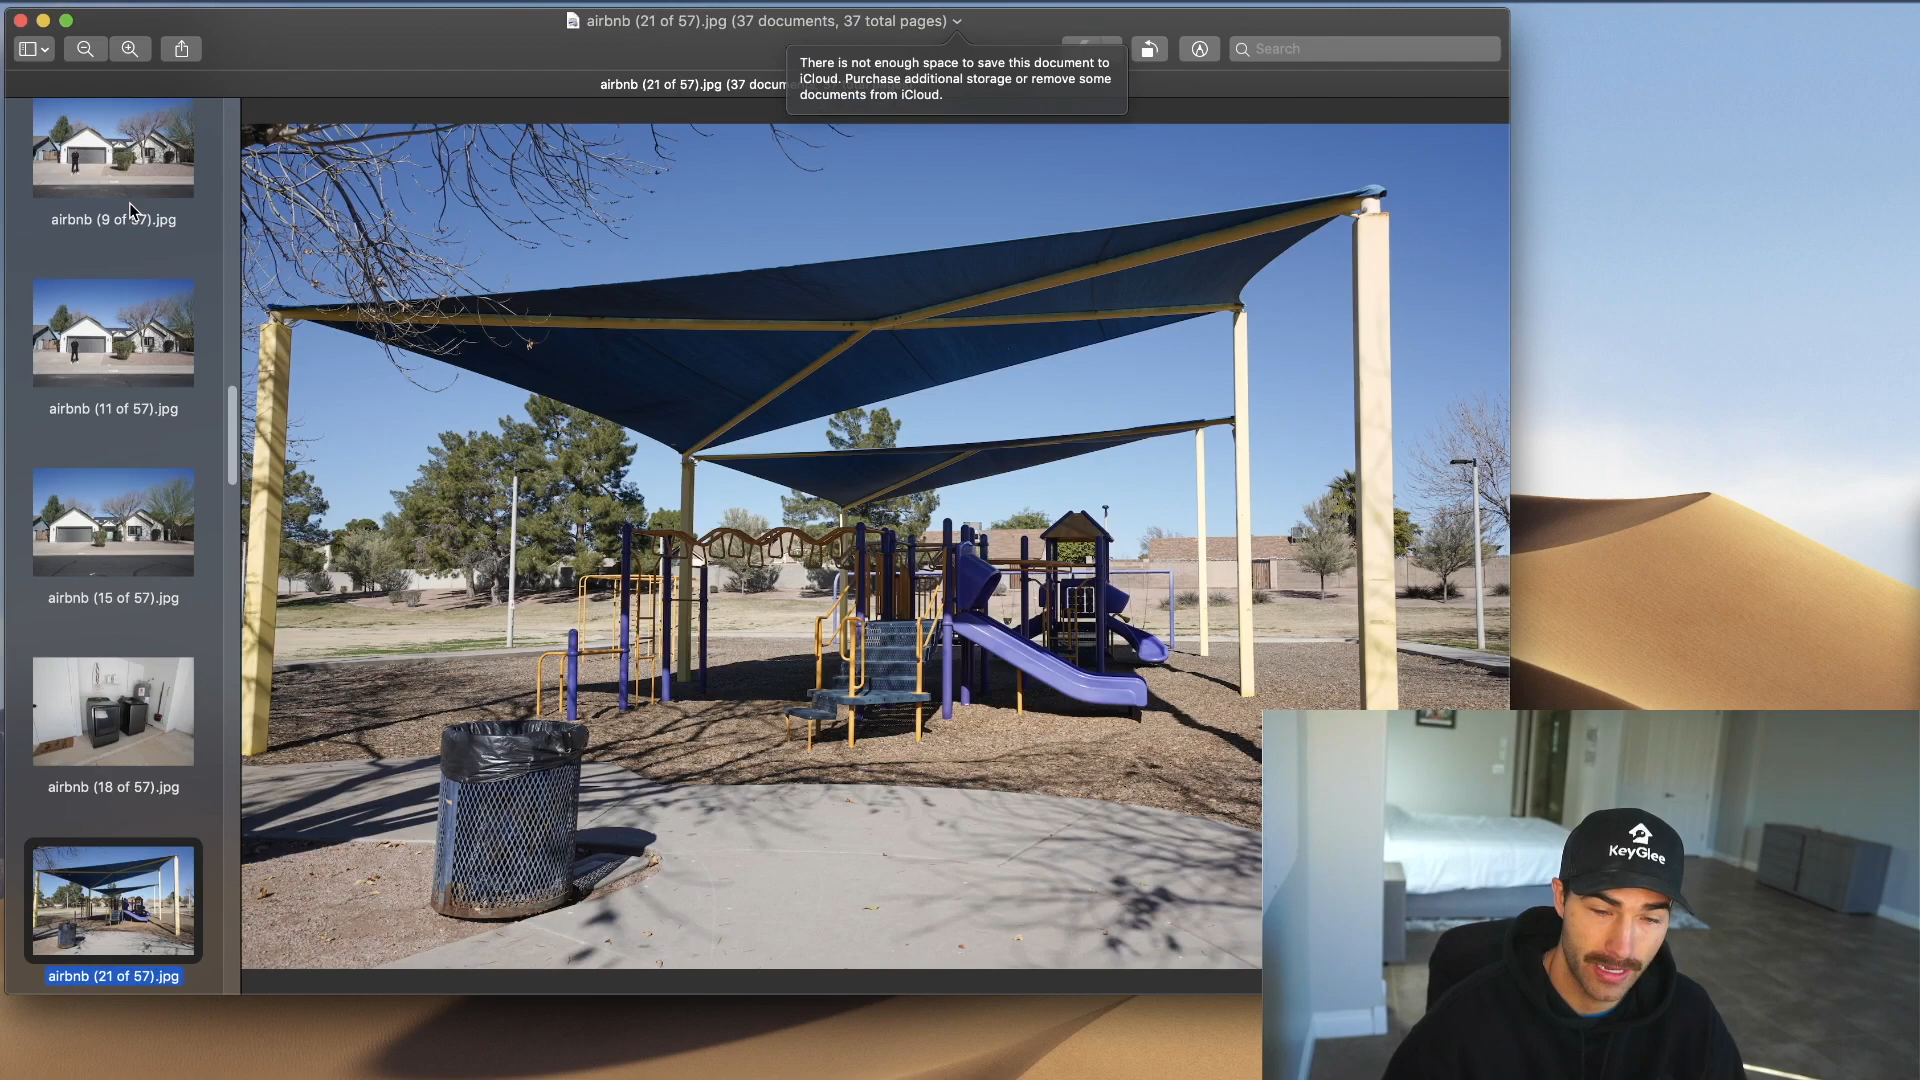 airbnb (21 of 57).jpg (37 documents, 37 total pages)
Search
There is not enough space to save this document to
iCloud. Purchase additional storage or remove some
documents from iCloud.
airbnb (21 of 57).jpg (37 docum
airbnb (9 of 57).jpg
airbnb (11 of 57).jpg
airbnb (15 of 57).jpg
airbnb (18 of 57).jpg
airbnb (21 of 57).jpg
KeyGlee